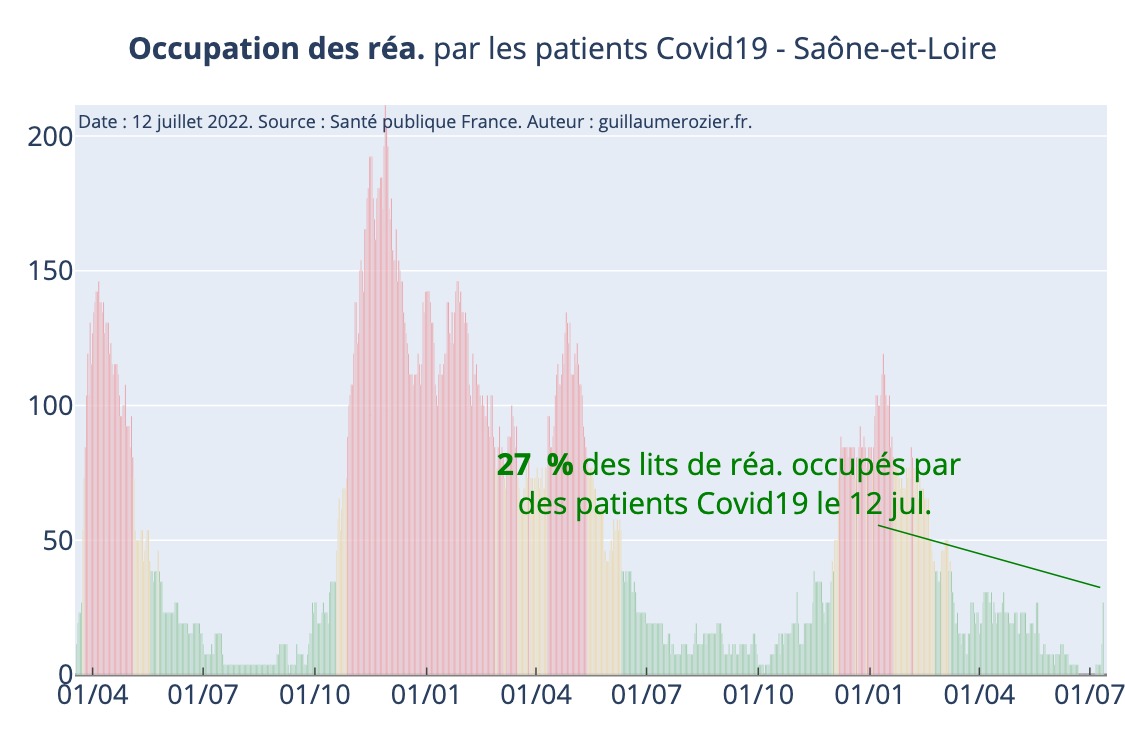 Occupation des réa. par les patients Covid19 - Saône-et-Loire
Date : 12 juillet 2022. Source : Santé publique France. Auteur : guillaumerozier.fr.
200
150
100
50
0
27 % des lits de réa. occupés par
des patients Covid19 le 12 jul.
01/04 01/07 01/10 01/01 01/04 01/07 01/10 01/01 01/04 01/07